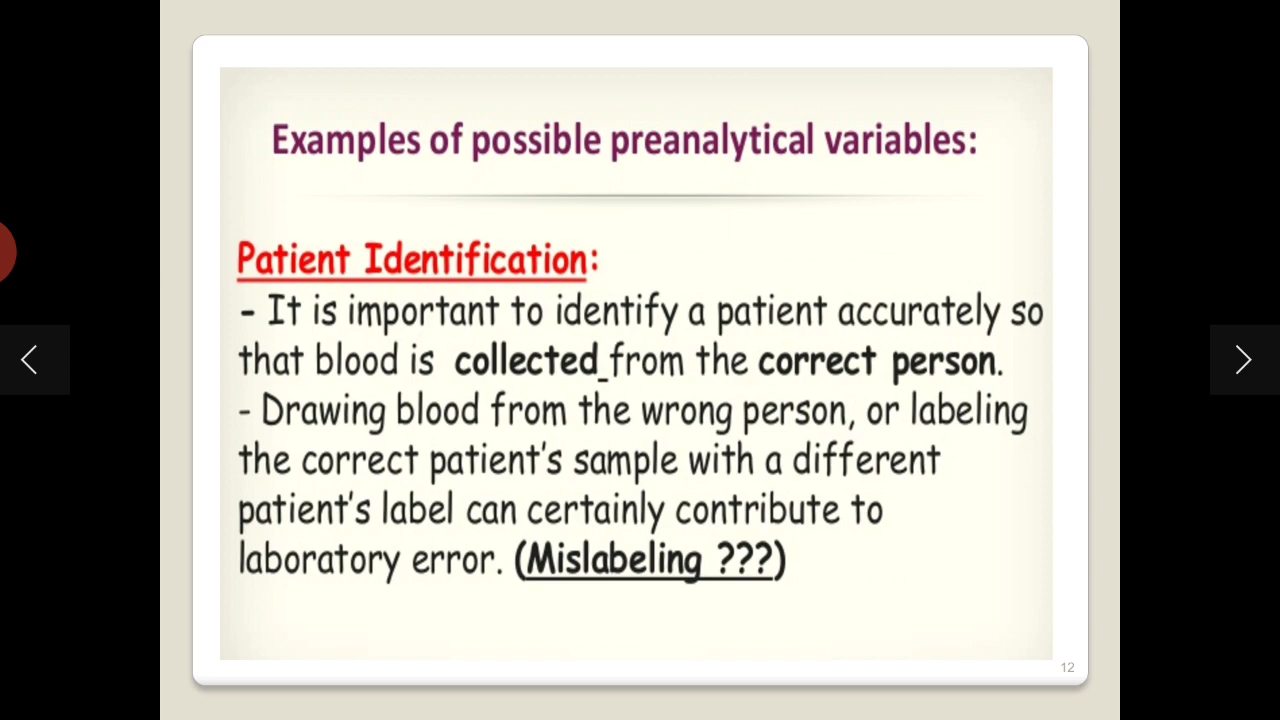 Examples of possible preanalytical variables:
Patient Identification:
- It is important to identify a patient accurately so
that blood is collected from the correct person.
- Drawing blood from the wrong person, or labeling
the correct patient's sample with a different
patient's label can certainly contribute to
laboratory error. (Mislabeling ???)
12